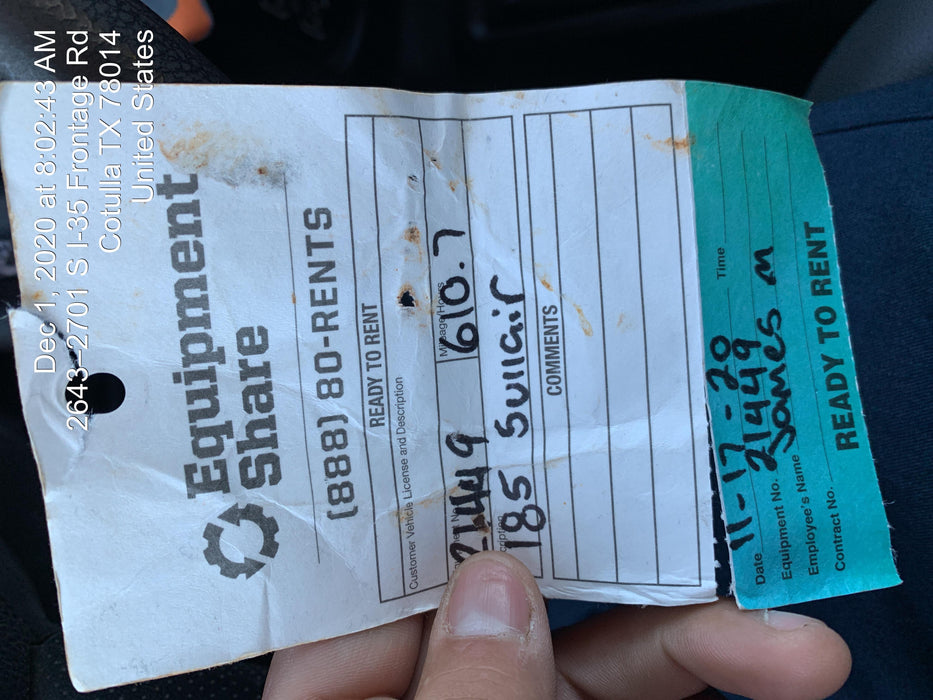 Dec 1, 2020 at 8:02:43 AM
2643–2701 S I-35 Frontage Rd
Cotulla TX 78014
United States
Equipment
Share
(888) 80-RENTS
READY TO RENT
Customer Vehicle License and Description
Mileage/Hours
21449 610.7
185 Sullair
COMMENTS
Date 11-17-20 Time
Equipment No. 21449
Employee's Name James M
Contract No.
READY TO RENT